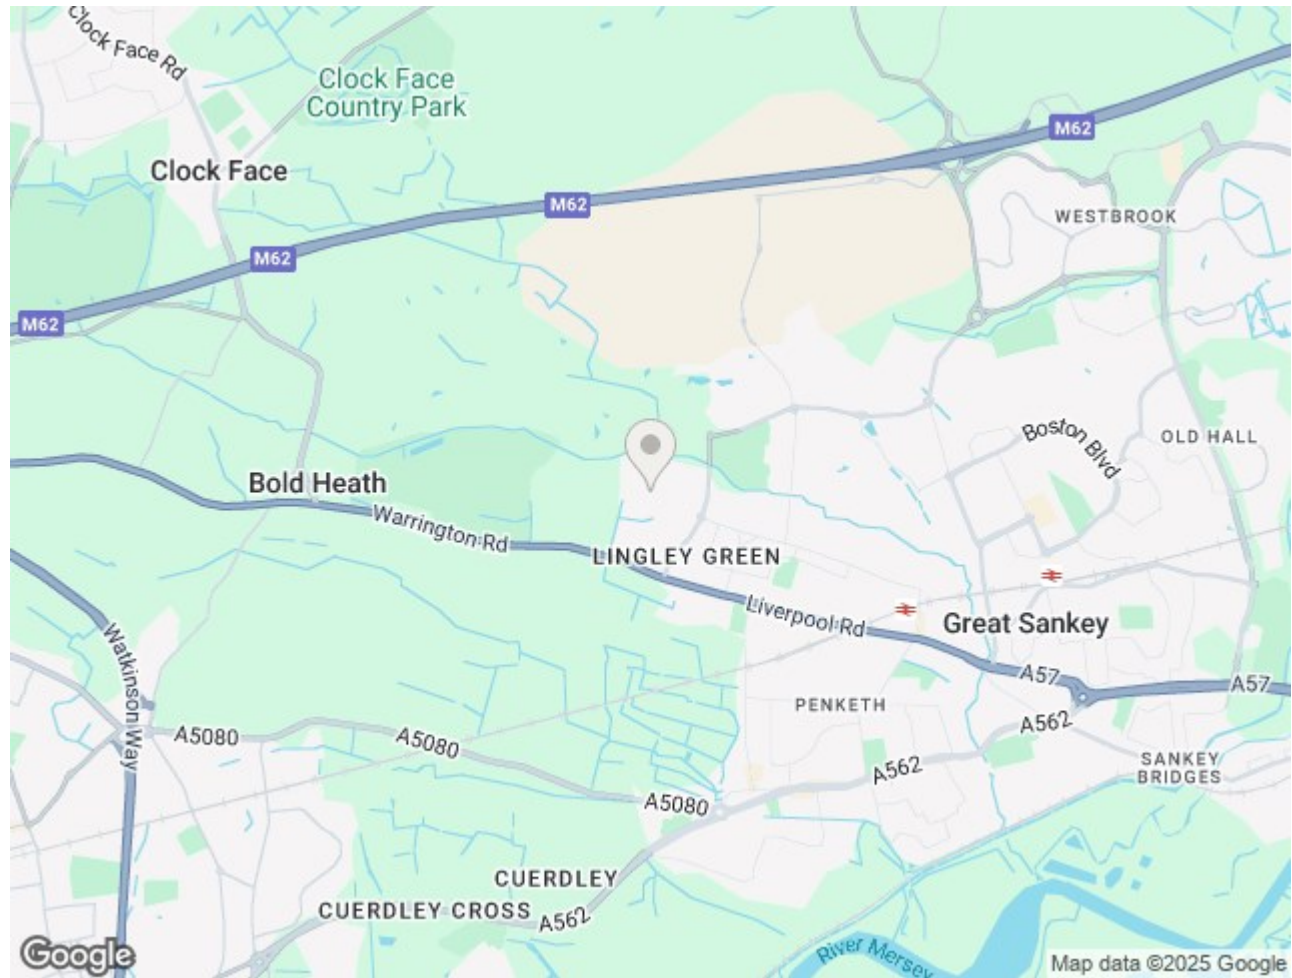 Clock Face Rd
Clock Face
Country Park
M62
Clock Face
M62
WESTBROOK
M62
M62
Boston Blvd
OLD HALL
Bold Heath
Warrington Rd
LINGLEY GREEN
Liverpool Rd
Great Sankey
Watkinson Way
A57
A57
PENKETH
A562
A5080
A5080
SANKEY
BRIDGES
A562
A5080
CUERDLEY
CUERDLEY CROSS
A562
River Mersey
Google
Map data ©2025 Google